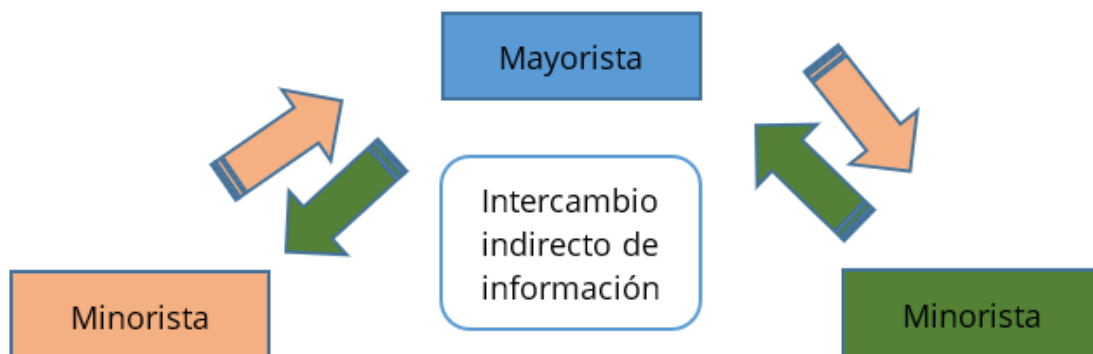 Mayorista
Intercambio
indirecto de
información
Minorista
Minorista